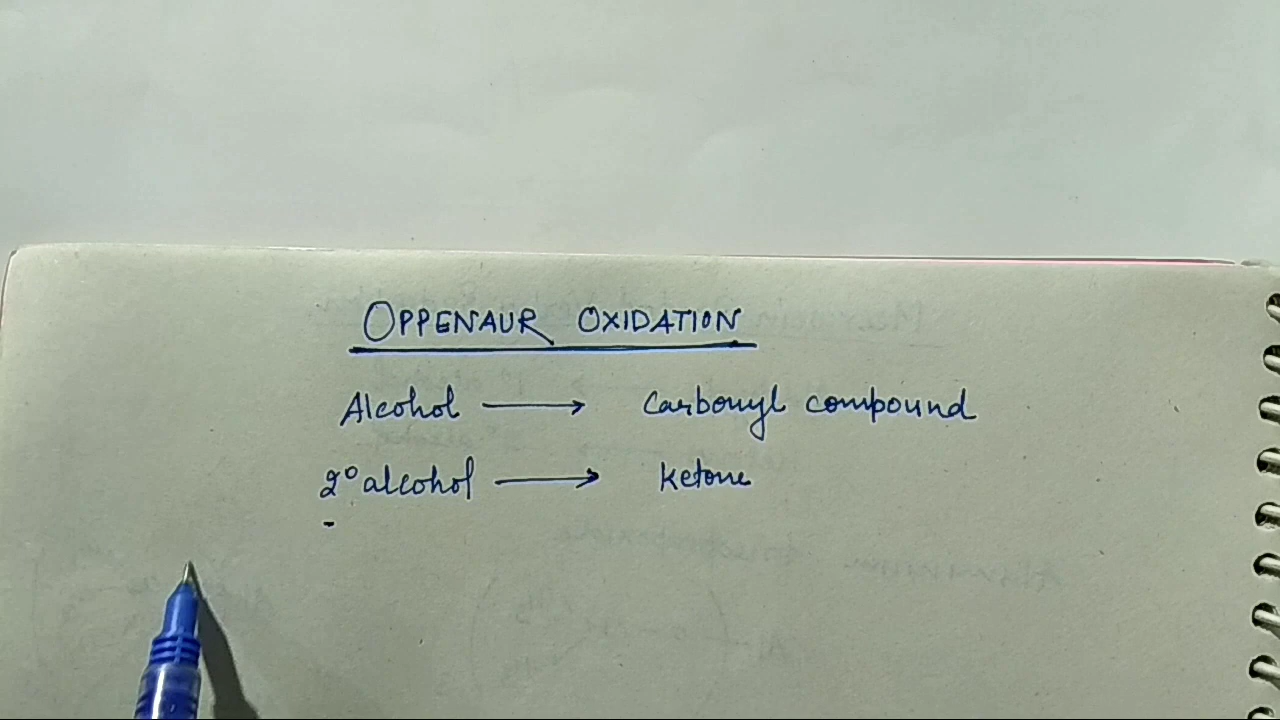 OPPENAUR OXIDATION
Alcohol → Carbonyl compound
2° alcohol → Ketone